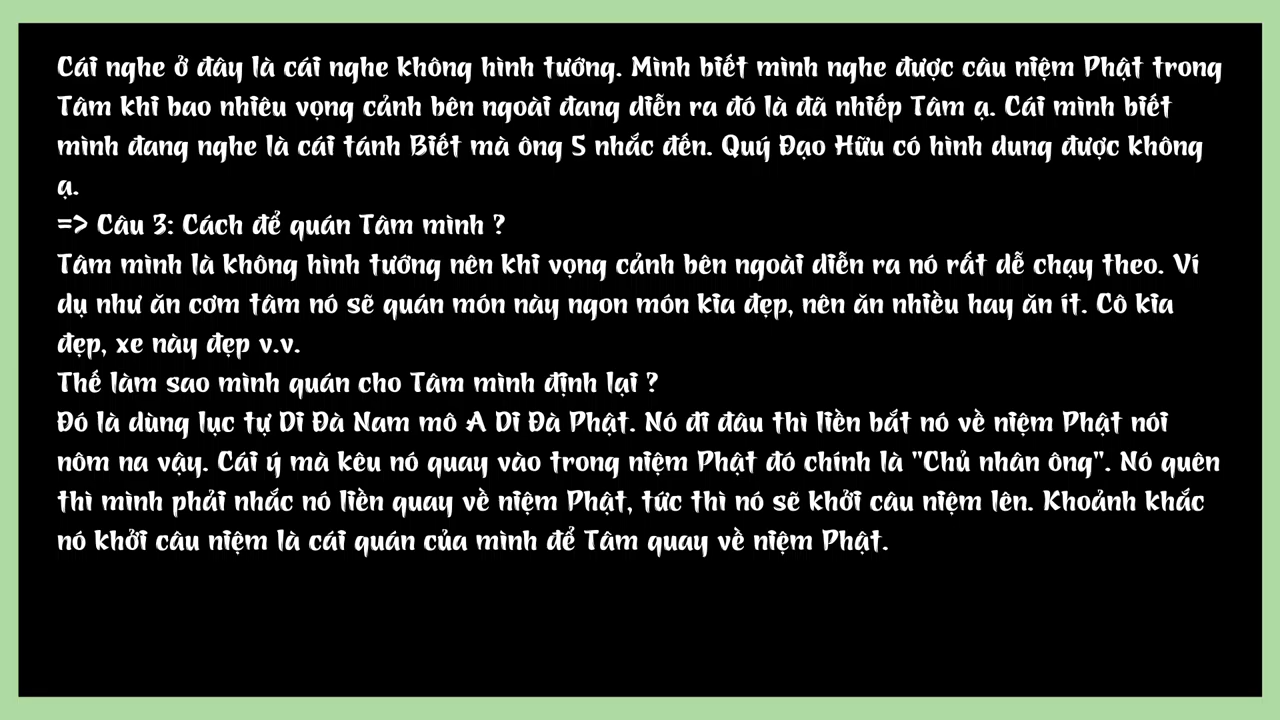 Cái nghe ở đây là cái nghe không hình tướng. Mình biết mình nghe được câu niệm Phật trong
Tâm khi bao nhiêu vọng cảnh bên ngoài đang diễn ra đó là đã nhiếp Tâm ạ. Cái mình biết
mình đang nghe là cái tánh Biết mà ông 5 nhắc đến. Quý Đạo Hữu có hình dung được không
ạ.
=> Câu 3: Cách để quán Tâm mình ?
Tâm mình là không hình tướng nên khi vọng cảnh bên ngoài diễn ra nó rất dễ chạy theo. Ví
dụ như ăn cơm tâm nó sẽ quán món này ngon món kia đẹp, nên ăn nhiều hay ăn ít. Cô kia
đẹp, xe này đẹp v.v.
Thế làm sao mình quán cho Tâm mình định lại ?
Đó là dùng lục tự Di Đà Nam mô A Di Đà Phật. Nó đi đâu thì liền bắt nó về niệm Phật nói
nôm na vậy. Cái ý mà kêu nó quay vào trong niệm Phật đó chính là "Chủ nhân ông". Nó quên
thì mình phải nhắc nó liền quay về niệm Phật, tức thì nó sẽ khởi câu niệm lên. Khoảnh khắc
nó khởi câu niệm là cái quán của mình để Tâm quay về niệm Phật.